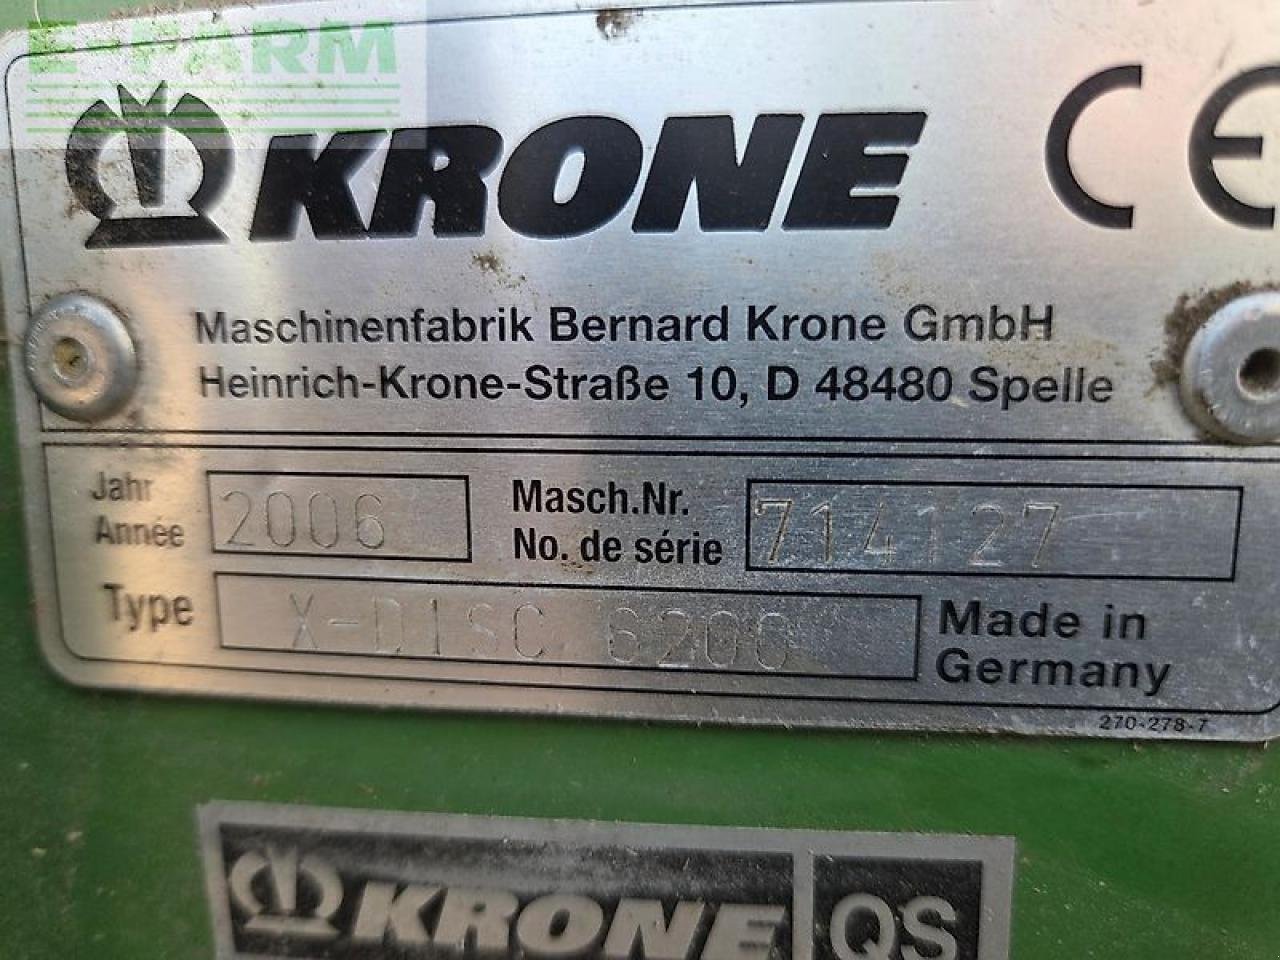 E-FARM
KRONE CE
Maschinenfabrik Bernard Krone GmbH
Heinrich-Krone-Straße 10, D 48480 Spelle
Jahr
Année
2006
Masch.Nr.
No. de série
714127
Type
X-DISC 6200
Made in
Germany
270-278-7
KRONE QS